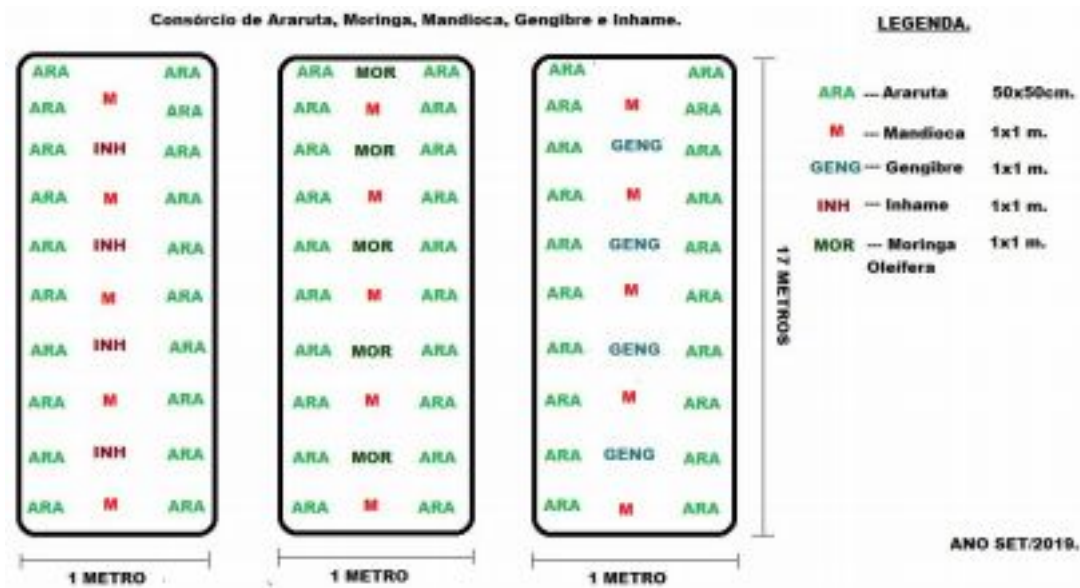 Consórcio de Araruta, Moringa, Mandioca, Gengibre e Inhame.
ARA ARA
M
ARA ARA
ARA INH ARA
ARA M ARA
ARA INH ARA
ARA M ARA
ARA INH ARA
ARA M ARA
ARA INH ARA
ARA M ARA
1 METRO
ARA MOR ARA
ARA M ARA
ARA MOR ARA
ARA M ARA
ARA MOR ARA
ARA M ARA
ARA MOR ARA
ARA M ARA
ARA MOR ARA
ARA M ARA
1 METRO
ARA ARA
ARA M ARA
ARA GENG ARA
ARA M ARA
ARA GENG ARA
ARA M ARA
ARA GENG ARA
ARA M ARA
ARA GENG ARA
ARA M ARA
1 METRO
17 METROS
LEGENDA.
ARA --- Araruta 50x50cm.
M --- Mandioca 1x1 m.
GENG --- Gengibre 1x1 m.
INH --- Inhame 1x1 m.
MOR --- Moringa 1x1 m.
Oleifera
ANO SET/2019.